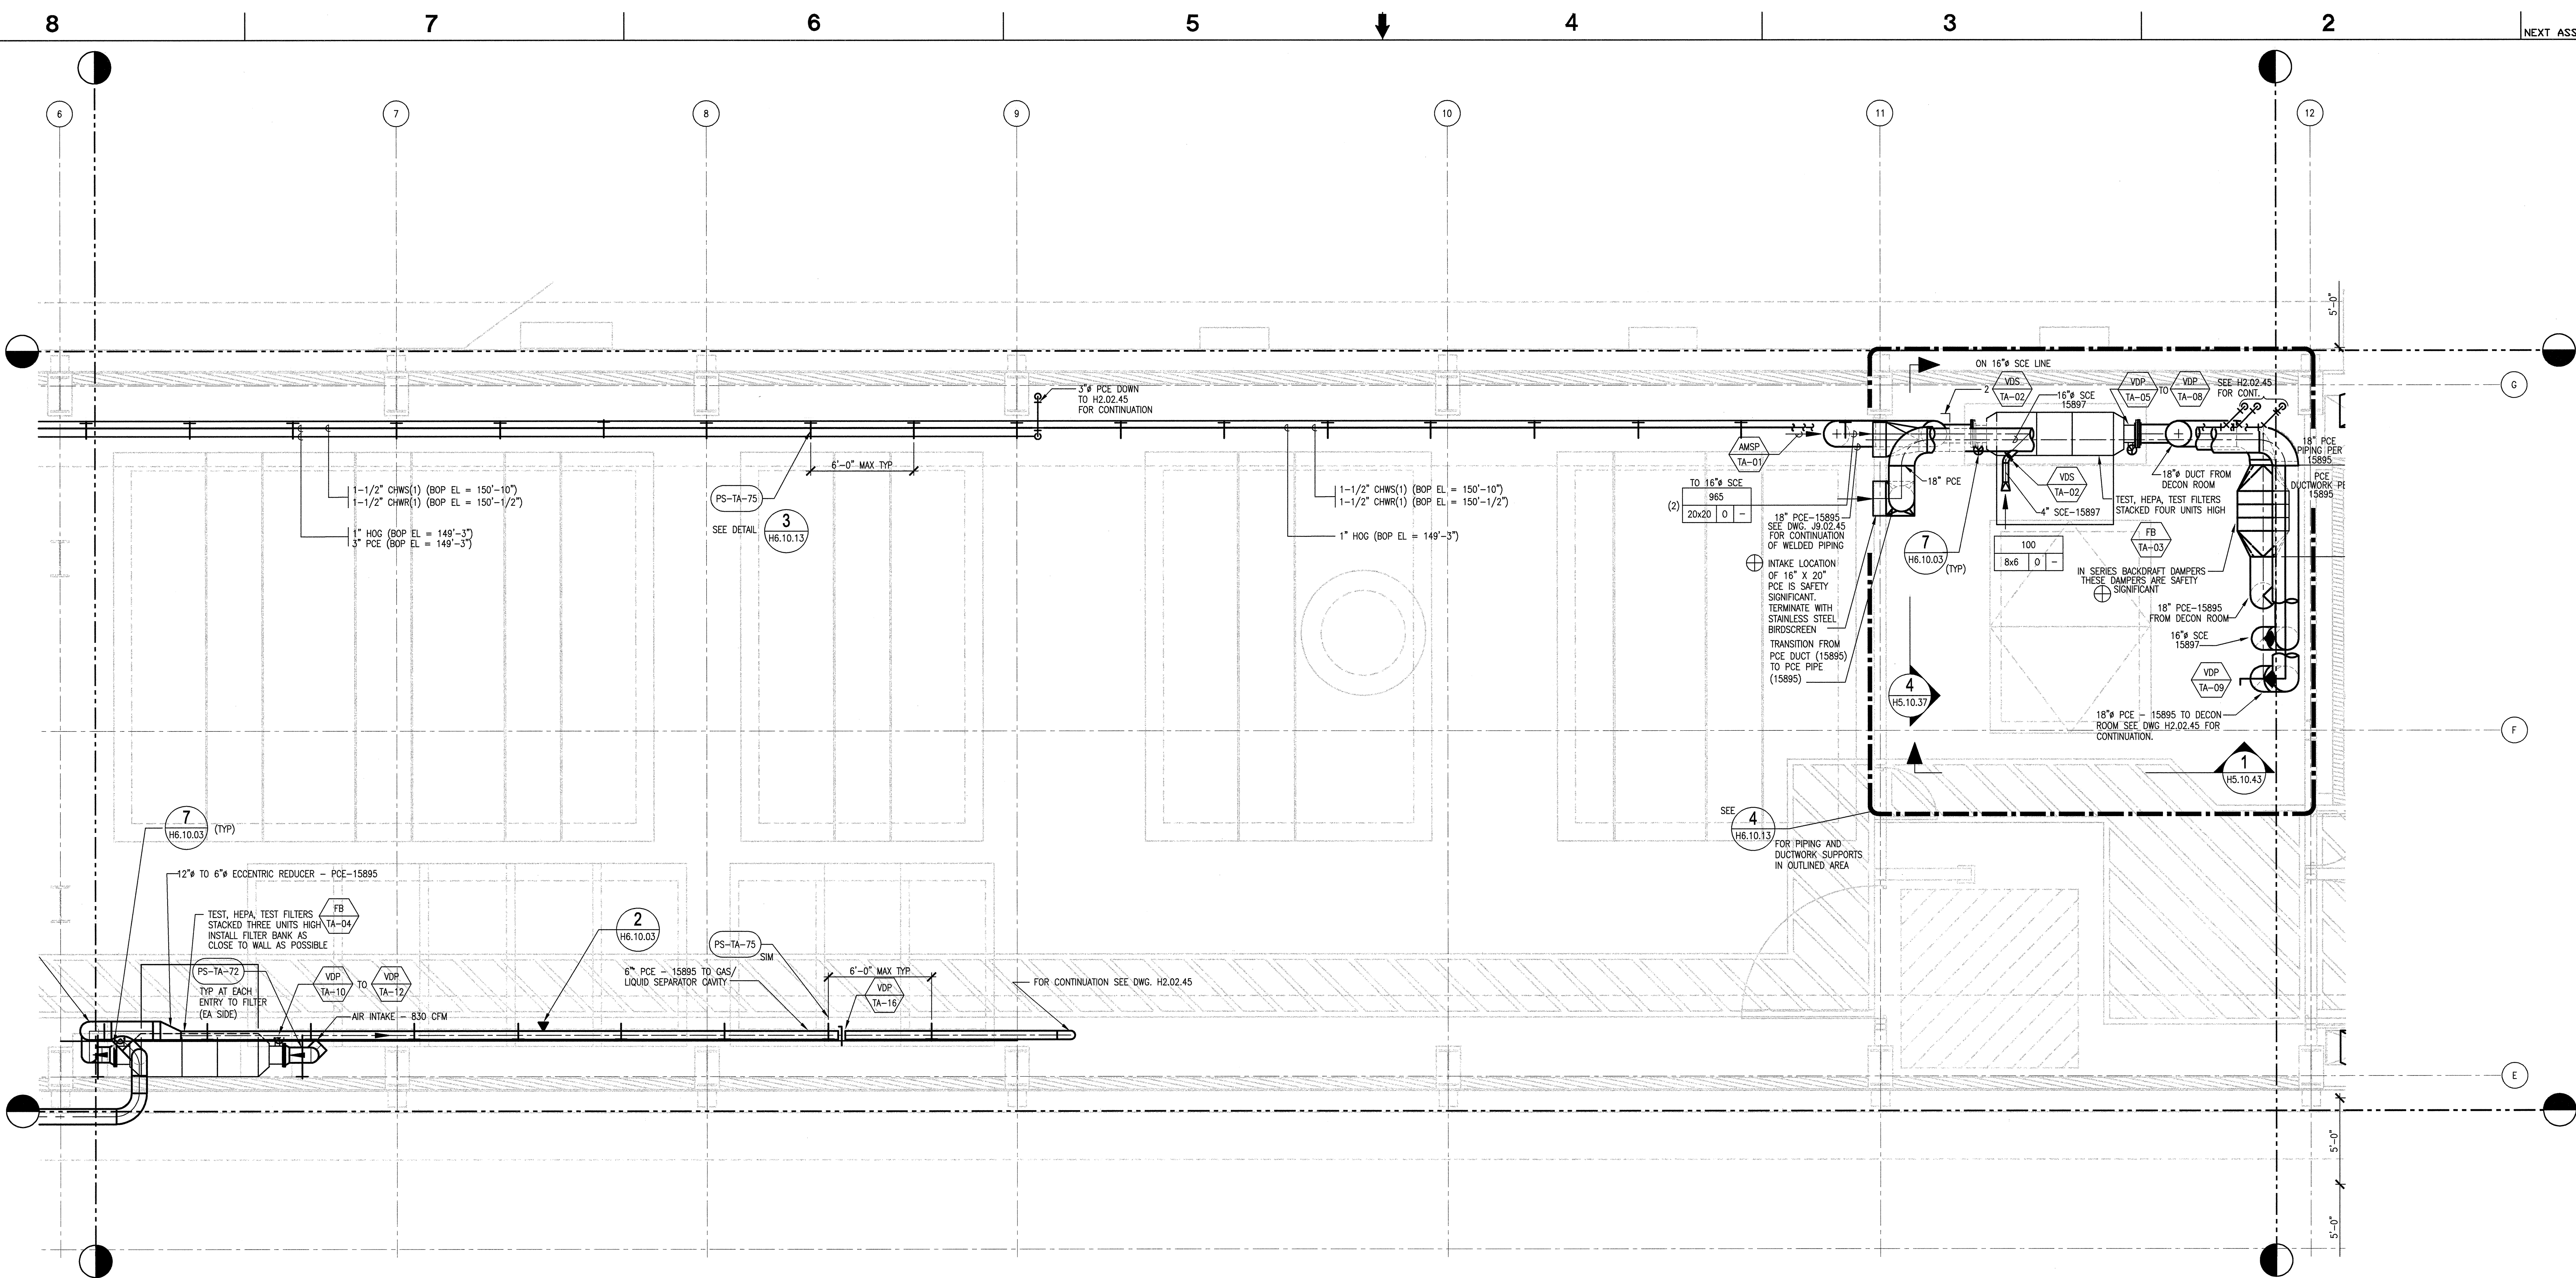 8
7
6
5
4
3
2
NEXT ASS
6
7
8
9
10
11
12
5'-0"
G
3"ø PCE DOWN
TO H2.02.45
FOR CONTINUATION
6'-0" MAX TYP
1-1/2" CHWS(1) (BOP EL = 150'-10")
1-1/2" CHWR(1) (BOP EL = 150'-1/2")
1" HOG (BOP EL = 149'-3")
3" PCE (BOP EL = 149'-3")
PS-TA-75
SEE DETAIL
3
H6.10.13
1-1/2" CHWS(1) (BOP EL = 150'-10")
1-1/2" CHWR(1) (BOP EL = 150'-1/2")
1" HOG (BOP EL = 149'-3")
AMSP
TA-01
TO 16"ø SCE
(2)
965
20x20 0 -
18" PCE-15895
SEE DWG. J9.02.45
FOR CONTINUATION
OF WELDED PIPING
INTAKE LOCATION
OF 16" X 20"
PCE IS SAFETY
SIGNIFICANT.
TERMINATE WITH
STAINLESS STEEL
BIRDSCREEN
TRANSITION FROM
PCE DUCT (15895)
TO PCE PIPE
(15895)
ON 16"ø SCE LINE
2
VDS
TA-02
16"ø SCE
15897
VDP
TA-05
TO
VDP
TA-08
SEE H2.02.45
FOR CONT.
18" PCE
PIPING PER
15895
PCE
DUCTWORK PE
15895
18" PCE
18"ø DUCT FROM
DECON ROOM
VDS
TA-02
TEST, HEPA, TEST FILTERS
STACKED FOUR UNITS HIGH
4" SCE-15897
7
H6.10.03
(TYP)
100
8x6 0 -
FB
TA-03
IN SERIES BACKDRAFT DAMPERS
THESE DAMPERS ARE SAFETY
SIGNIFICANT
18" PCE-15895
FROM DECON ROOM
16"ø SCE
15897
VDP
TA-09
4
H5.10.37
18"ø PCE - 15895 TO DECON
ROOM SEE DWG H2.02.45 FOR
CONTINUATION.
F
1
H5.10.43
SEE
4
H6.10.13
FOR PIPING AND
DUCTWORK SUPPORTS
IN OUTLINED AREA
7
H6.10.03
(TYP)
12"ø TO 6"ø ECCENTRIC REDUCER - PCE-15895
TEST, HEPA, TEST FILTERS
STACKED THREE UNITS HIGH
INSTALL FILTER BANK AS
CLOSE TO WALL AS POSSIBLE
FB
TA-04
2
H6.10.03
PS-TA-75
SIM
PS-TA-72
TYP AT EACH
ENTRY TO FILTER
(EA SIDE)
VDP
TA-10
TO
VDP
TA-12
6"ø PCE - 15895 TO GAS/
LIQUID SEPARATOR CAVITY
6'-0" MAX TYP
VDP
TA-16
FOR CONTINUATION SEE DWG. H2.02.45
AIR INTAKE - 830 CFM
E
5'-0"
5'-0"